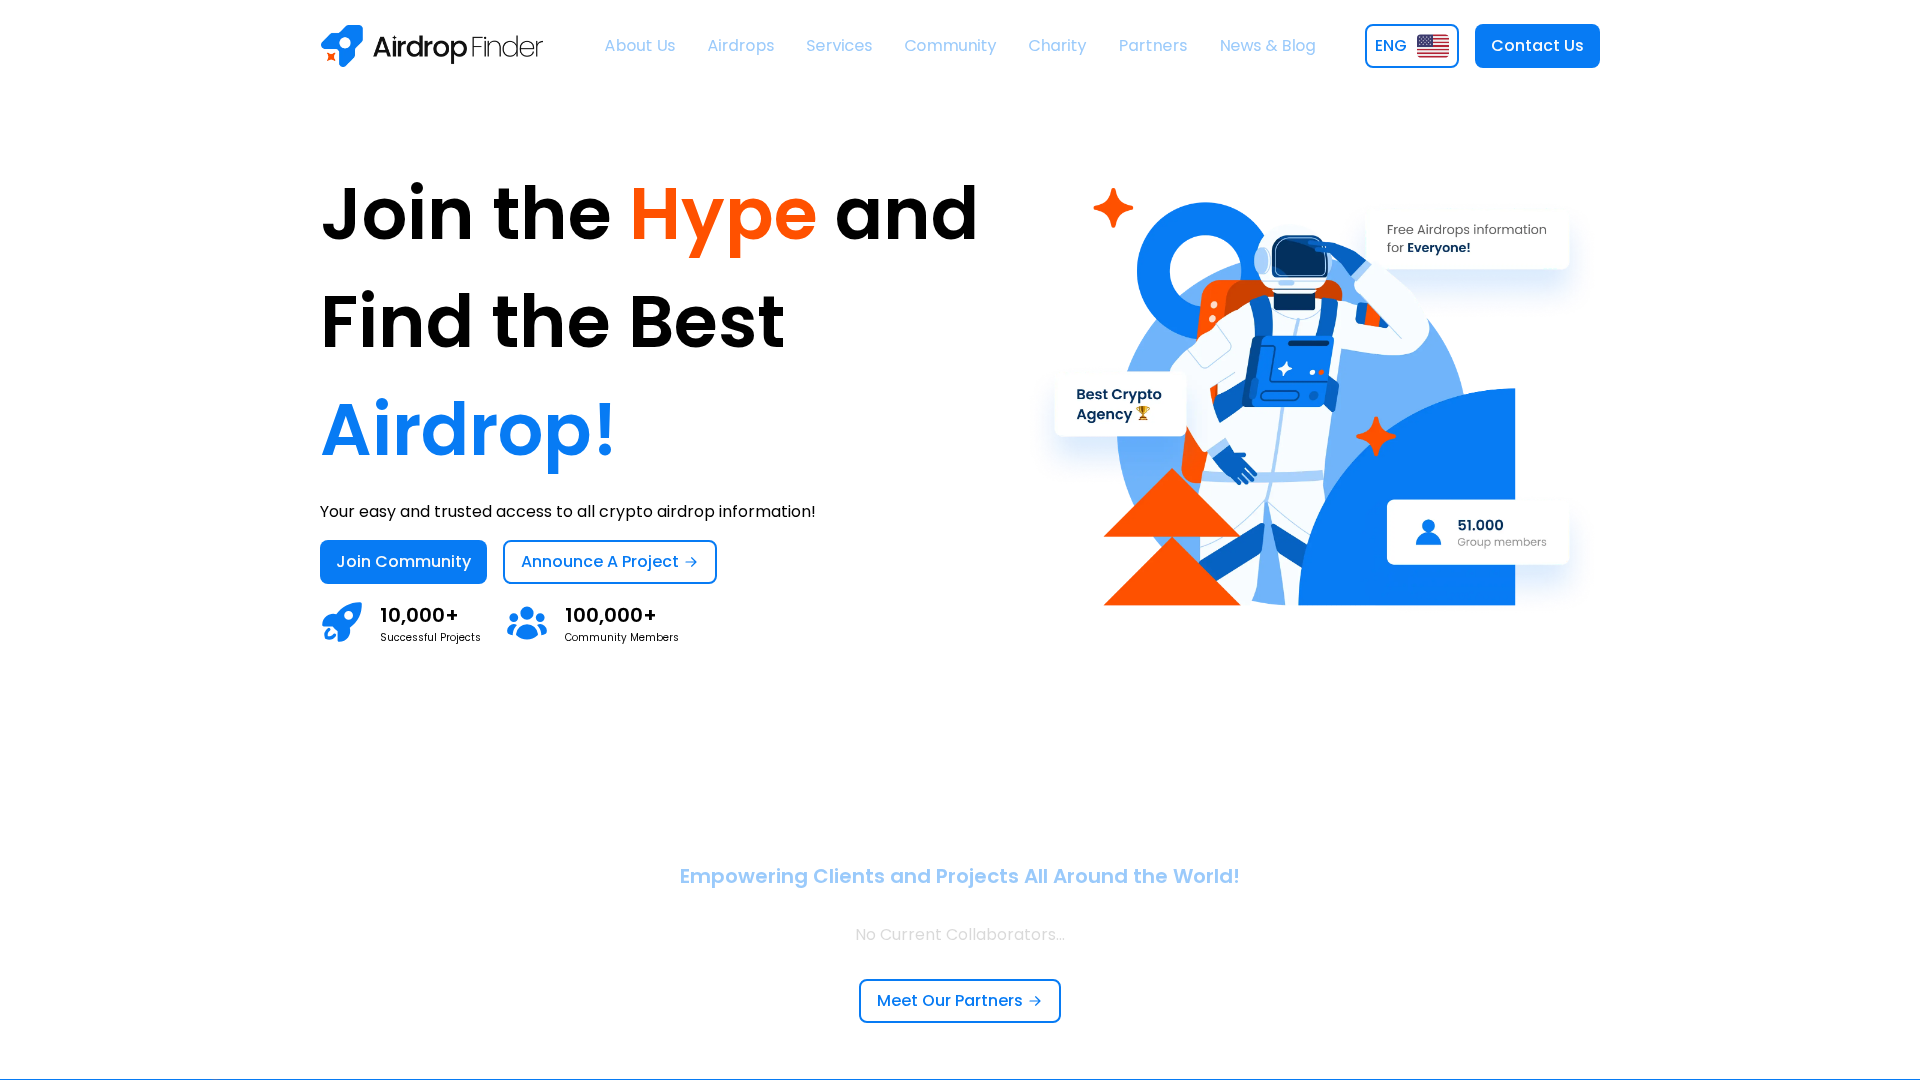 Airdrop Finder
About Us
Airdrops
Services
Community
Charity
Partners
News & Blog
ENG
Contact Us
Join the Hype and
Find the Best
Airdrop!
Your easy and trusted access to all crypto airdrop information!
Join Community
Announce A Project →
10,000+
Successful Projects
100,000+
Community Members
Free Airdrops information
for Everyone!
Best Crypto
Agency 🏆
51.000
Group members
Empowering Clients and Projects All Around the World!
No Current Collaborators...
Meet Our Partners →